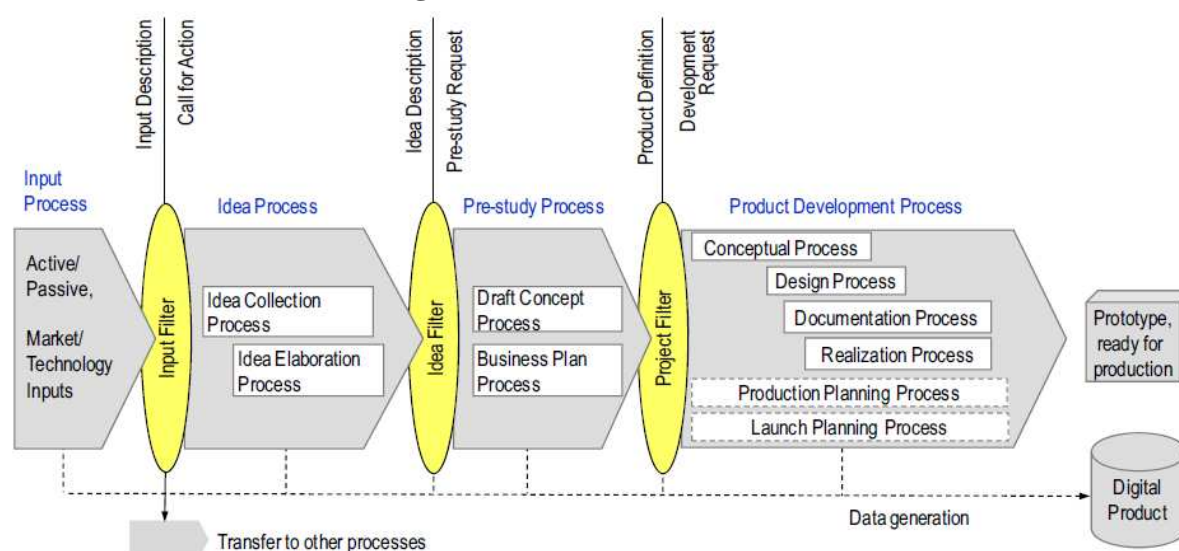 Input Description
Call for Action
Idea Description
Pre-study Request
Product Definition
Development
Request
Input
Process
Idea Process
Pre-study Process
Product Development Process
Active/
Passive,
Market/
Technology
Inputs
Input Filter
Idea Collection
Process
Idea Elaboration
Process
Idea Filter
Draft Concept
Process
Business Plan
Process
Project Filter
Conceptual Process
Design Process
Documentation Process
Realization Process
Production Planning Process
Launch Planning Process
Prototype,
ready for
production
Digital
Product
Data generation
Transfer to other processes